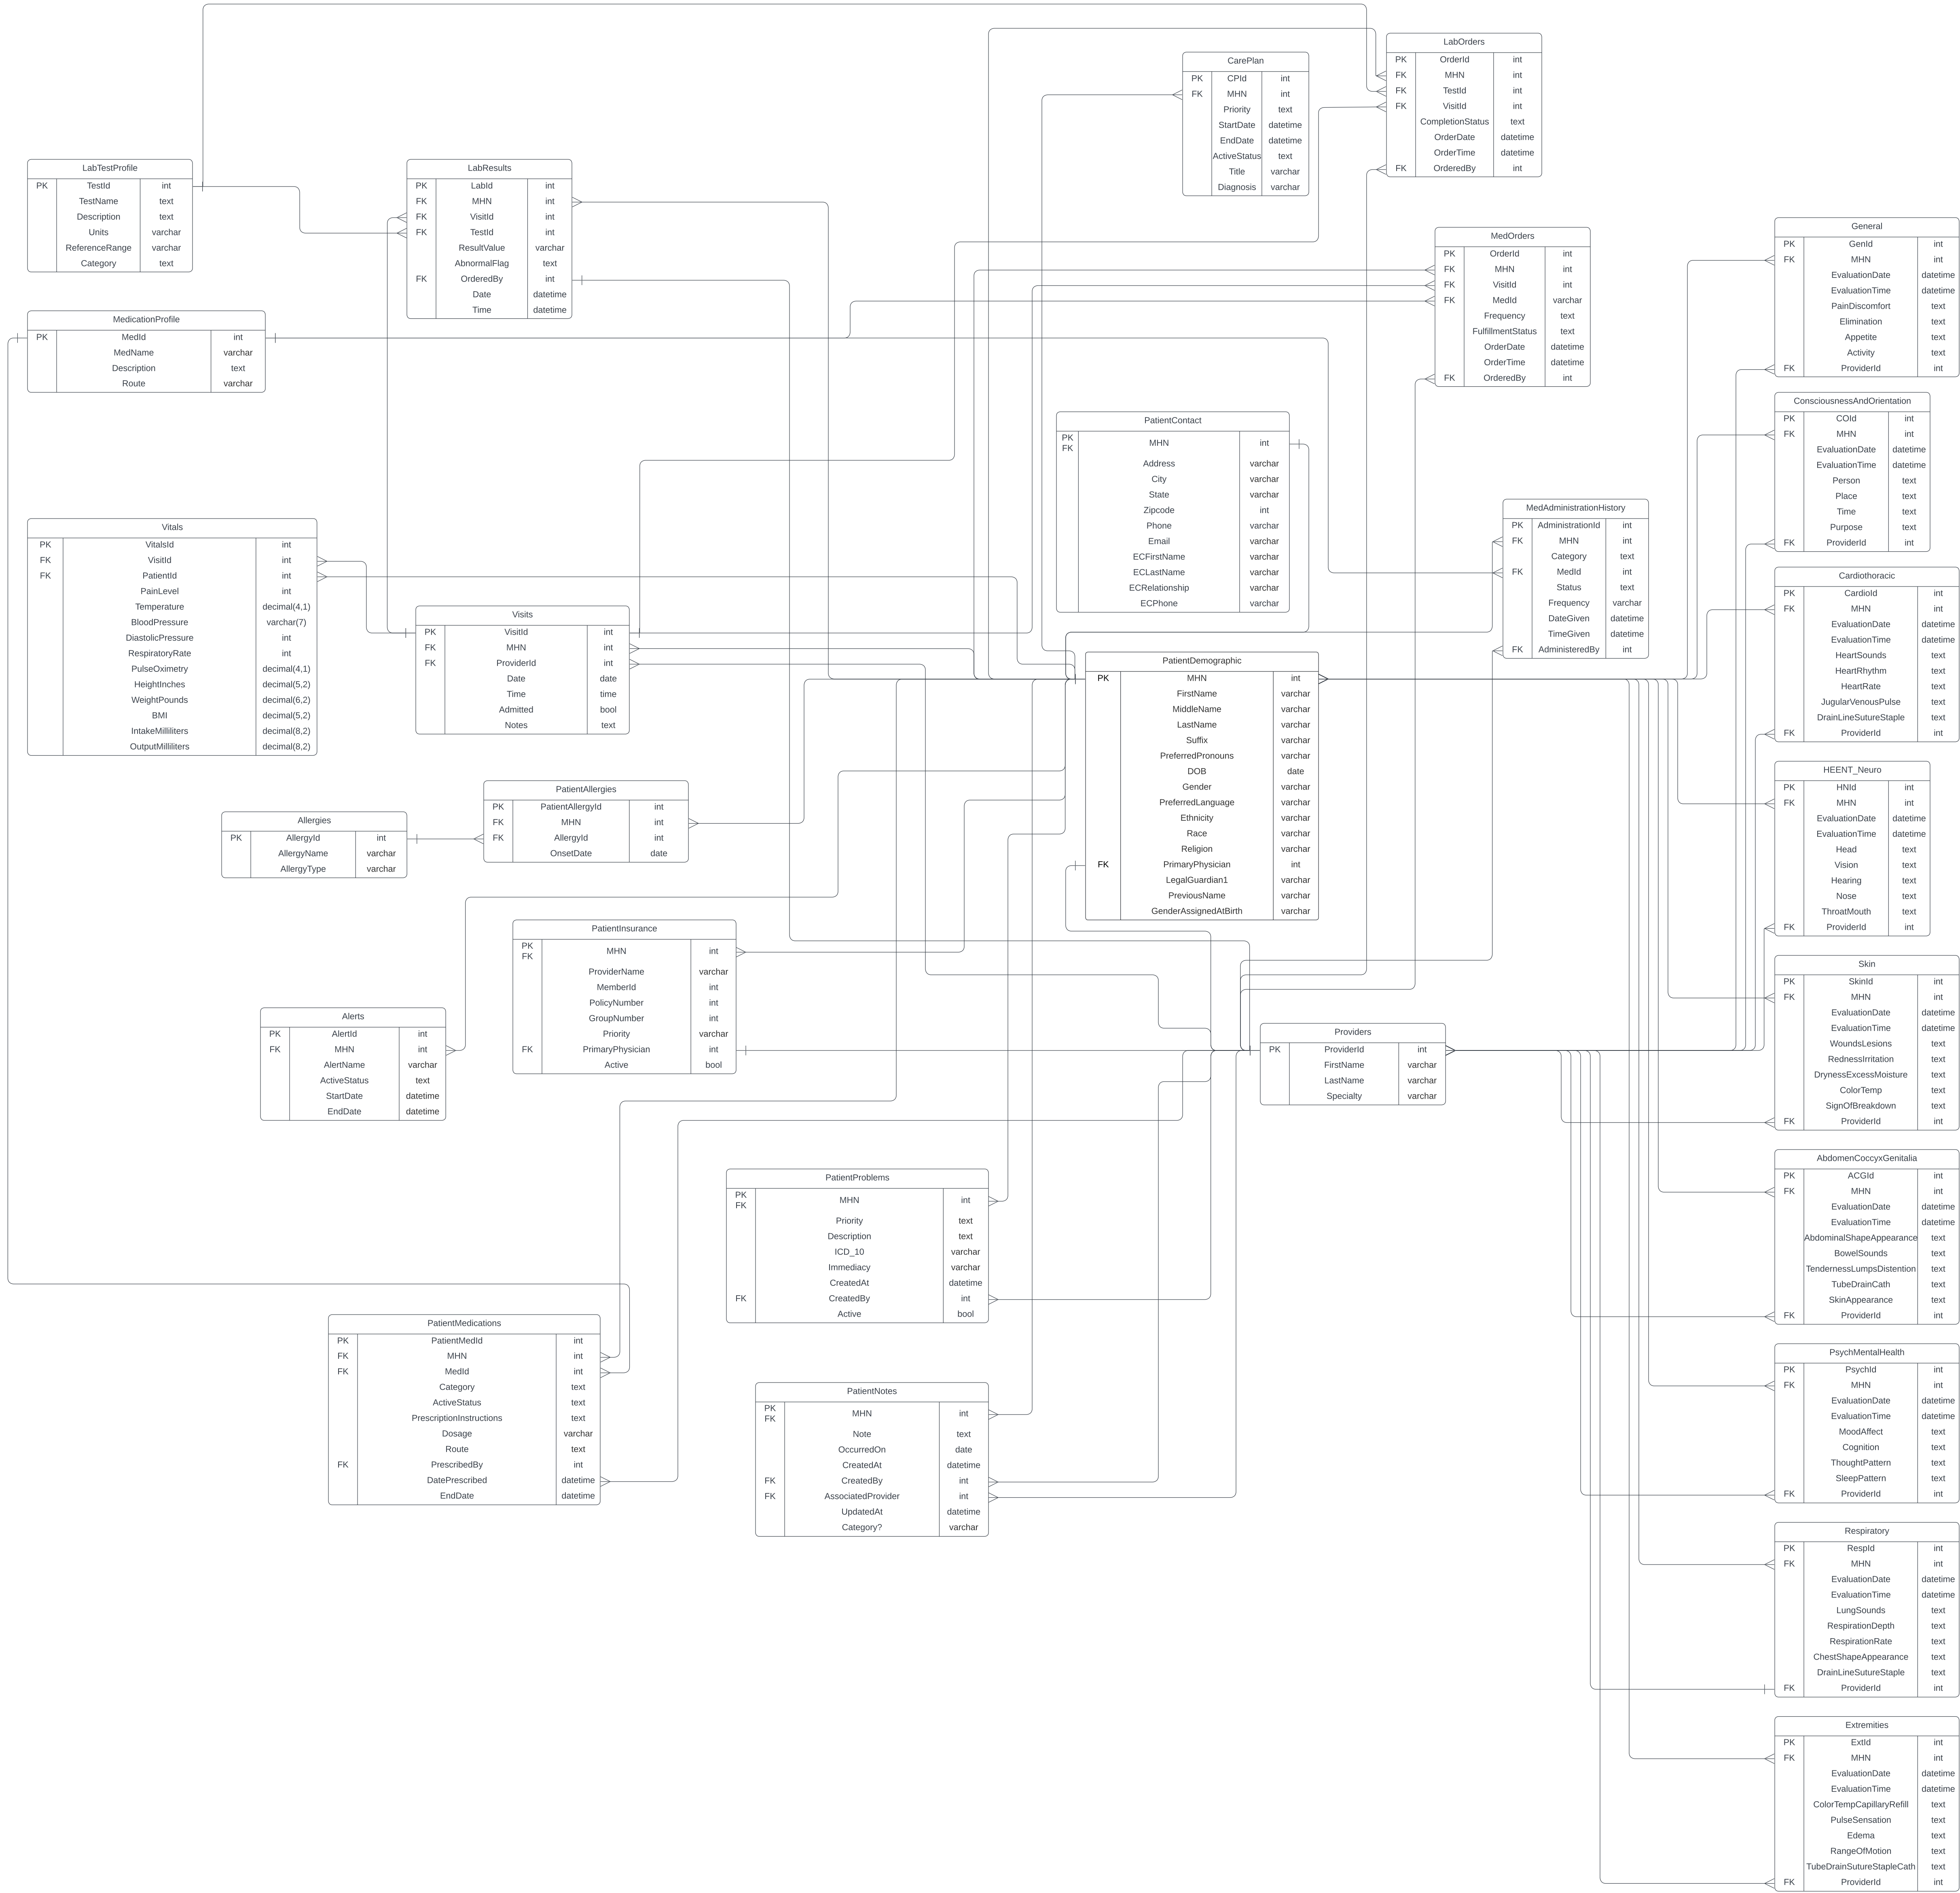 LabOrders
PK OrderId int
FK MHN int
FK TestId int
FK VisitId int
CompletionStatus text
OrderDate datetime
OrderTime datetime
FK OrderedBy int
CarePlan
PK CPId int
FK MHN int
Priority text
StartDate datetime
EndDate datetime
ActiveStatus text
Title varchar
Diagnosis varchar
LabTestProfile
PK TestId int
TestName text
Description text
Units varchar
ReferenceRange varchar
Category text
LabResults
PK LabId int
FK MHN int
FK VisitId int
FK TestId int
ResultValue varchar
AbnormalFlag text
FK OrderedBy int
Date datetime
Time datetime
MedOrders
PK OrderId int
FK MHN int
FK VisitId int
FK MedId varchar
Frequency text
FulfillmentStatus text
OrderDate datetime
OrderTime datetime
FK OrderedBy int
General
PK GenId int
FK MHN int
EvaluationDate datetime
EvaluationTime datetime
PainDiscomfort text
Elimination text
Appetite text
Activity text
FK ProviderId int
MedicationProfile
PK MedId int
MedName varchar
Description text
Route varchar
ConsciousnessAndOrientation
PK COId int
FK MHN int
EvaluationDate datetime
EvaluationTime datetime
Person text
Place text
Time text
Purpose text
FK ProviderId int
PatientContact
PK
FK MHN int
Address varchar
City varchar
State varchar
Zipcode int
Phone varchar
Email varchar
ECFirstName varchar
ECLastName varchar
ECRelationship varchar
ECPhone varchar
MedAdministrationHistory
PK AdministrationId int
FK MHN int
Category text
FK MedId int
Status text
Frequency varchar
DateGiven datetime
TimeGiven datetime
FK AdministeredBy int
Vitals
PK VitalsId int
FK VisitId int
FK PatientId int
PainLevel int
Temperature decimal(4,1)
BloodPressure varchar(7)
DiastolicPressure int
RespiratoryRate int
PulseOximetry decimal(4,1)
HeightInches decimal(5,2)
WeightPounds decimal(6,2)
BMI decimal(5,2)
IntakeMilliliters decimal(8,2)
OutputMilliliters decimal(8,2)
Cardiothoracic
PK CardioId int
FK MHN int
EvaluationDate datetime
EvaluationTime datetime
HeartSounds text
HeartRhythm text
HeartRate text
JugularVenousPulse text
DrainLineSutureStaple text
FK ProviderId int
Visits
PK VisitId int
FK MHN int
FK ProviderId int
Date date
Time time
Admitted bool
Notes text
PatientDemographic
PK MHN int
FirstName varchar
MiddleName varchar
LastName varchar
Suffix varchar
PreferredPronouns varchar
DOB date
Gender varchar
PreferredLanguage varchar
Ethnicity varchar
Race varchar
Religion varchar
FK PrimaryPhysician int
LegalGuardian1 varchar
PreviousName varchar
GenderAssignedAtBirth varchar
HEENT_Neuro
PK HNId int
FK MHN int
EvaluationDate datetime
EvaluationTime datetime
Head text
Vision text
Hearing text
Nose text
ThroatMouth text
FK ProviderId int
PatientAllergies
PK PatientAllergyId int
FK MHN int
FK AllergyId int
OnsetDate date
Allergies
PK AllergyId int
AllergyName varchar
AllergyType varchar
PatientInsurance
PK
FK MHN int
ProviderName varchar
MemberId int
PolicyNumber int
GroupNumber int
Priority varchar
FK PrimaryPhysician int
Active bool
Skin
PK SkinId int
FK MHN int
EvaluationDate datetime
EvaluationTime datetime
WoundsLesions text
RednessIrritation text
DrynessExcessMoisture text
ColorTemp text
SignOfBreakdown text
FK ProviderId int
Alerts
PK AlertId int
FK MHN int
AlertName varchar
ActiveStatus text
StartDate datetime
EndDate datetime
Providers
PK ProviderId int
FirstName varchar
LastName varchar
Specialty varchar
AbdomenCoccyxGenitalia
PK ACGId int
FK MHN int
EvaluationDate datetime
EvaluationTime datetime
AbdominalShapeAppearance text
BowelSounds text
TendernessLumpsDistention text
TubeDrainCath text
SkinAppearance text
FK ProviderId int
PatientProblems
PK
FK MHN int
Priority text
Description text
ICD_10 varchar
Immediacy varchar
CreatedAt datetime
FK CreatedBy int
Active bool
PatientMedications
PK PatientMedId int
FK MHN int
FK MedId int
Category text
ActiveStatus text
PrescriptionInstructions text
Dosage varchar
Route text
FK PrescribedBy int
DatePrescribed datetime
EndDate datetime
PsychMentalHealth
PK PsychId int
FK MHN int
EvaluationDate datetime
EvaluationTime datetime
MoodAffect text
Cognition text
ThoughtPattern text
SleepPattern text
FK ProviderId int
PatientNotes
PK
FK MHN int
Note text
OccurredOn date
CreatedAt datetime
FK CreatedBy int
FK AssociatedProvider int
UpdatedAt datetime
Category? varchar
Respiratory
PK RespId int
FK MHN int
EvaluationDate datetime
EvaluationTime datetime
LungSounds text
RespirationDepth text
RespirationRate text
ChestShapeAppearance text
DrainLineSutureStaple text
FK ProviderId int
Extremities
PK ExtId int
FK MHN int
EvaluationDate datetime
EvaluationTime datetime
ColorTempCapillaryRefill text
PulseSensation text
Edema text
RangeOfMotion text
TubeDrainSutureStapleCath text
FK ProviderId int